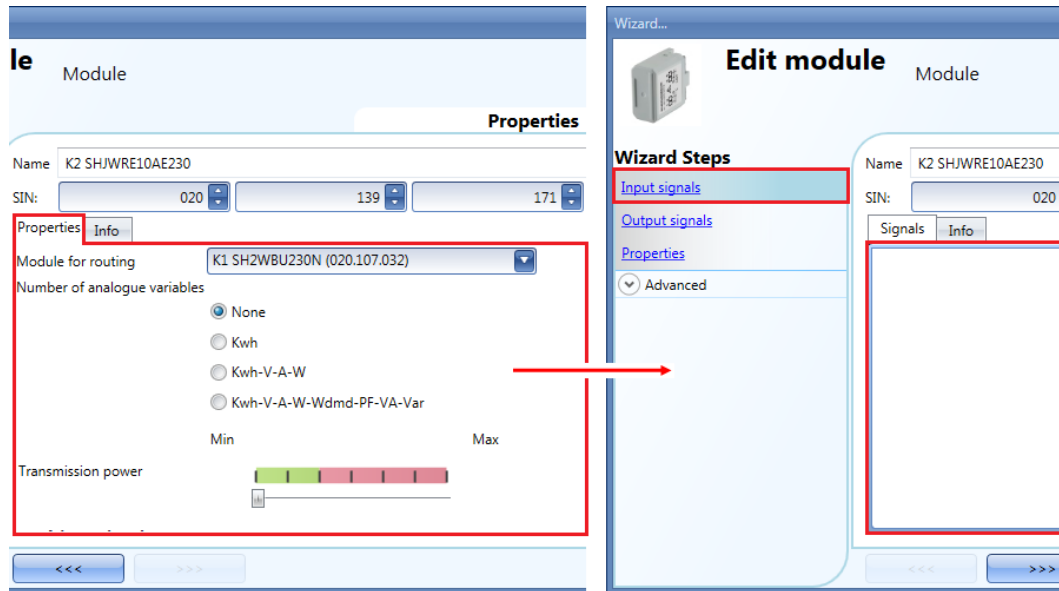 le
Module
Properties
Name K2 SHJWRE10AE230
SIN: 020 139 171
Properties Info
Module for routing K1 SH2WBU230N (020.107.032)
Number of analogue variables
None
Kwh
Kwh-V-A-W
Kwh-V-A-W-Wdmd-PF-VA-Var
Min Max
Transmission power
<<< >>>
Wizard...
Edit module
Module
Wizard Steps
Input signals
Output signals
Properties
Advanced
Name K2 SHJWRE10AE230
SIN: 020
Signals Info
<<< >>>